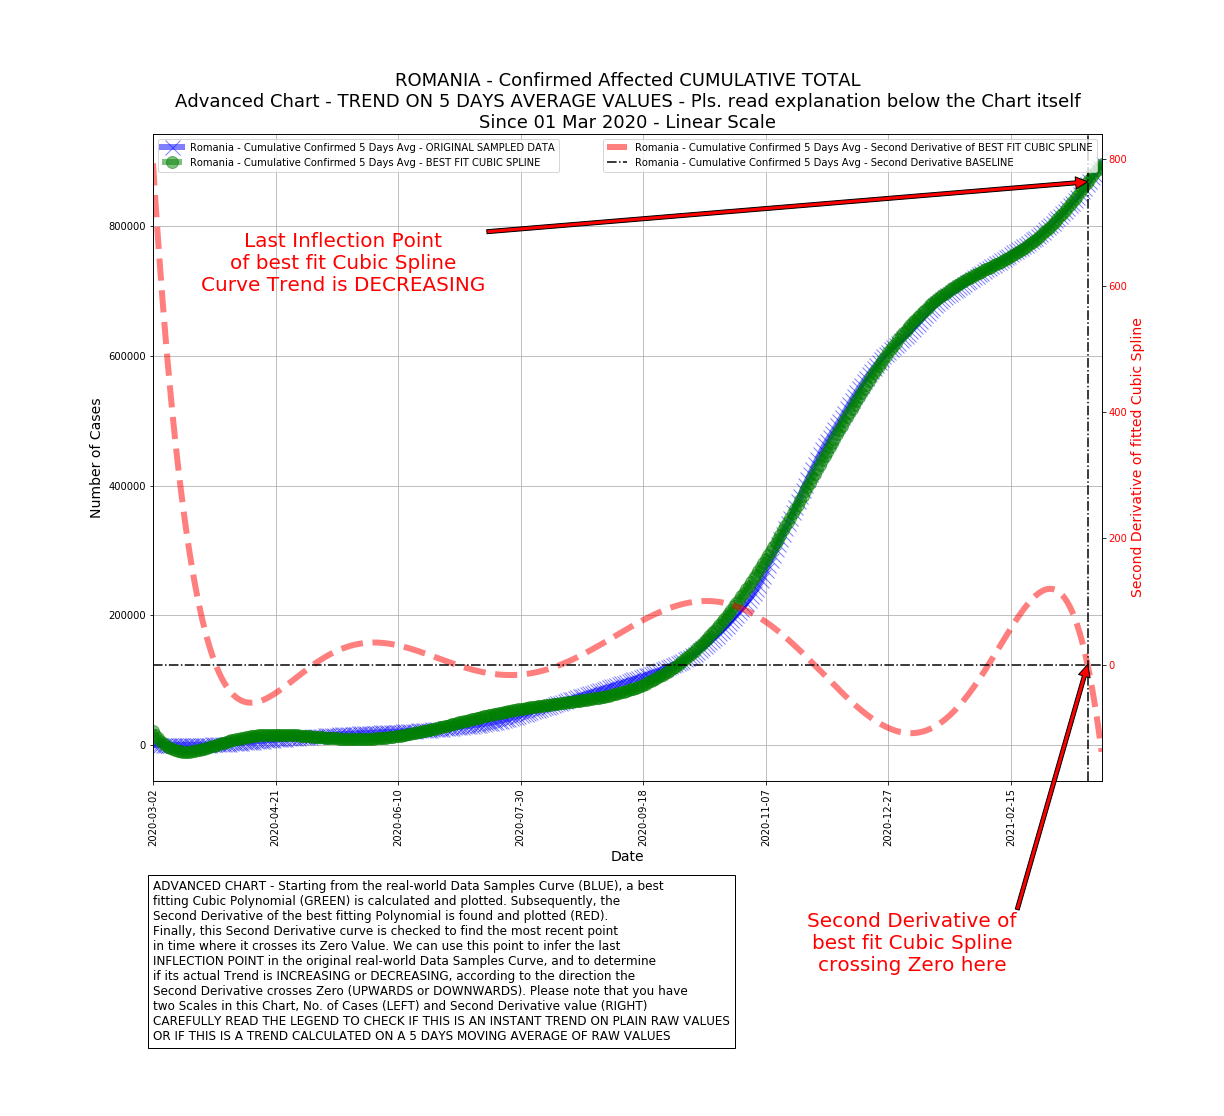 ROMANIA - Confirmed Affected CUMULATIVE TOTAL
Advanced Chart - TREND ON 5 DAYS AVERAGE VALUES - Pls. read explanation below the Chart itself
Since 01 Mar 2020 - Linear Scale
Romania - Cumulative Confirmed 5 Days Avg - ORIGINAL SAMPLED DATA
Romania - Cumulative Confirmed 5 Days Avg - BEST FIT CUBIC SPLINE
Romania - Cumulative Confirmed 5 Days Avg - Second Derivative of BEST FIT CUBIC SPLINE
Romania - Cumulative Confirmed 5 Days Avg - Second Derivative BASELINE
Last Inflection Point
of best fit Cubic Spline
Curve Trend is DECREASING
Number of Cases
800000
600000
400000
200000
0
800
600
400
200
0
Second Derivative of fitted Cubic Spline
2020-03-02
2020-04-21
2020-06-10
2020-07-30
2020-09-18
2020-11-07
2020-12-27
2021-02-15
Date
ADVANCED CHART - Starting from the real-world Data Samples Curve (BLUE), a best
fitting Cubic Polynomial (GREEN) is calculated and plotted. Subsequently, the
Second Derivative of the best fitting Polynomial is found and plotted (RED).
Finally, this Second Derivative curve is checked to find the most recent point
in time where it crosses its Zero Value. We can use this point to infer the last
INFLECTION POINT in the original real-world Data Samples Curve, and to determine
if its actual Trend is INCREASING or DECREASING, according to the direction the
Second Derivative crosses Zero (UPWARDS or DOWNWARDS). Please note that you have
two Scales in this Chart, No. of Cases (LEFT) and Second Derivative value (RIGHT)
CAREFULLY READ THE LEGEND TO CHECK IF THIS IS AN INSTANT TREND ON PLAIN RAW VALUES
OR IF THIS IS A TREND CALCULATED ON A 5 DAYS MOVING AVERAGE OF RAW VALUES
Second Derivative of
best fit Cubic Spline
crossing Zero here